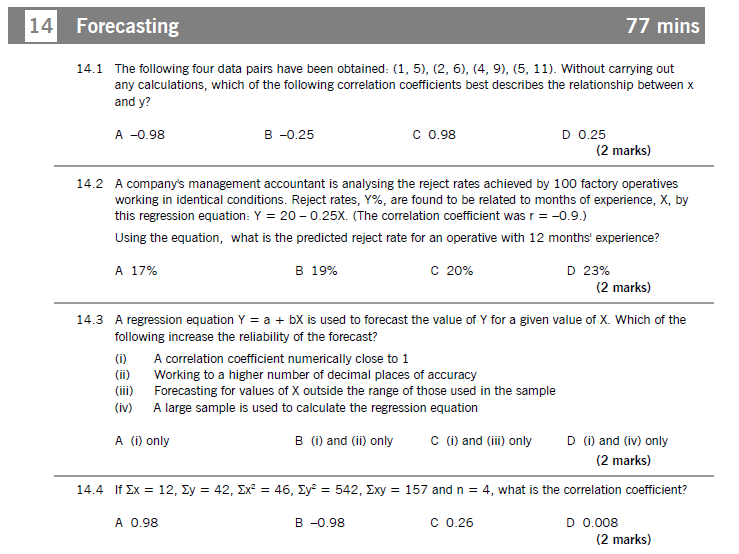 14 Forecasting 77 mins
14.1 The following four data pairs have been obtained: (1, 5), (2, 6), (4, 9), (5, 11). Without carrying out
any calculations, which of the following correlation coefficients best describes the relationship between x
and y?
A –0.98 B –0.25 C 0.98 D 0.25
(2 marks)
14.2 A company's management accountant is analysing the reject rates achieved by 100 factory operatives
working in identical conditions. Reject rates, Y%, are found to be related to months of experience, X, by
this regression equation: Y = 20 – 0.25X. (The correlation coefficient was r = –0.9.)
Using the equation, what is the predicted reject rate for an operative with 12 months' experience?
A 17% B 19% C 20% D 23%
(2 marks)
14.3 A regression equation Y = a + bX is used to forecast the value of Y for a given value of X. Which of the
following increase the reliability of the forecast?
(i) A correlation coefficient numerically close to 1
(ii) Working to a higher number of decimal places of accuracy
(iii) Forecasting for values of X outside the range of those used in the sample
(iv) A large sample is used to calculate the regression equation
A (i) only B (i) and (ii) only C (i) and (iii) only D (i) and (iv) only
(2 marks)
14.4 If Σx = 12, Σy = 42, Σx² = 46, Σy² = 542, Σxy = 157 and n = 4, what is the correlation coefficient?
A 0.98 B –0.98 C 0.26 D 0.008
(2 marks)